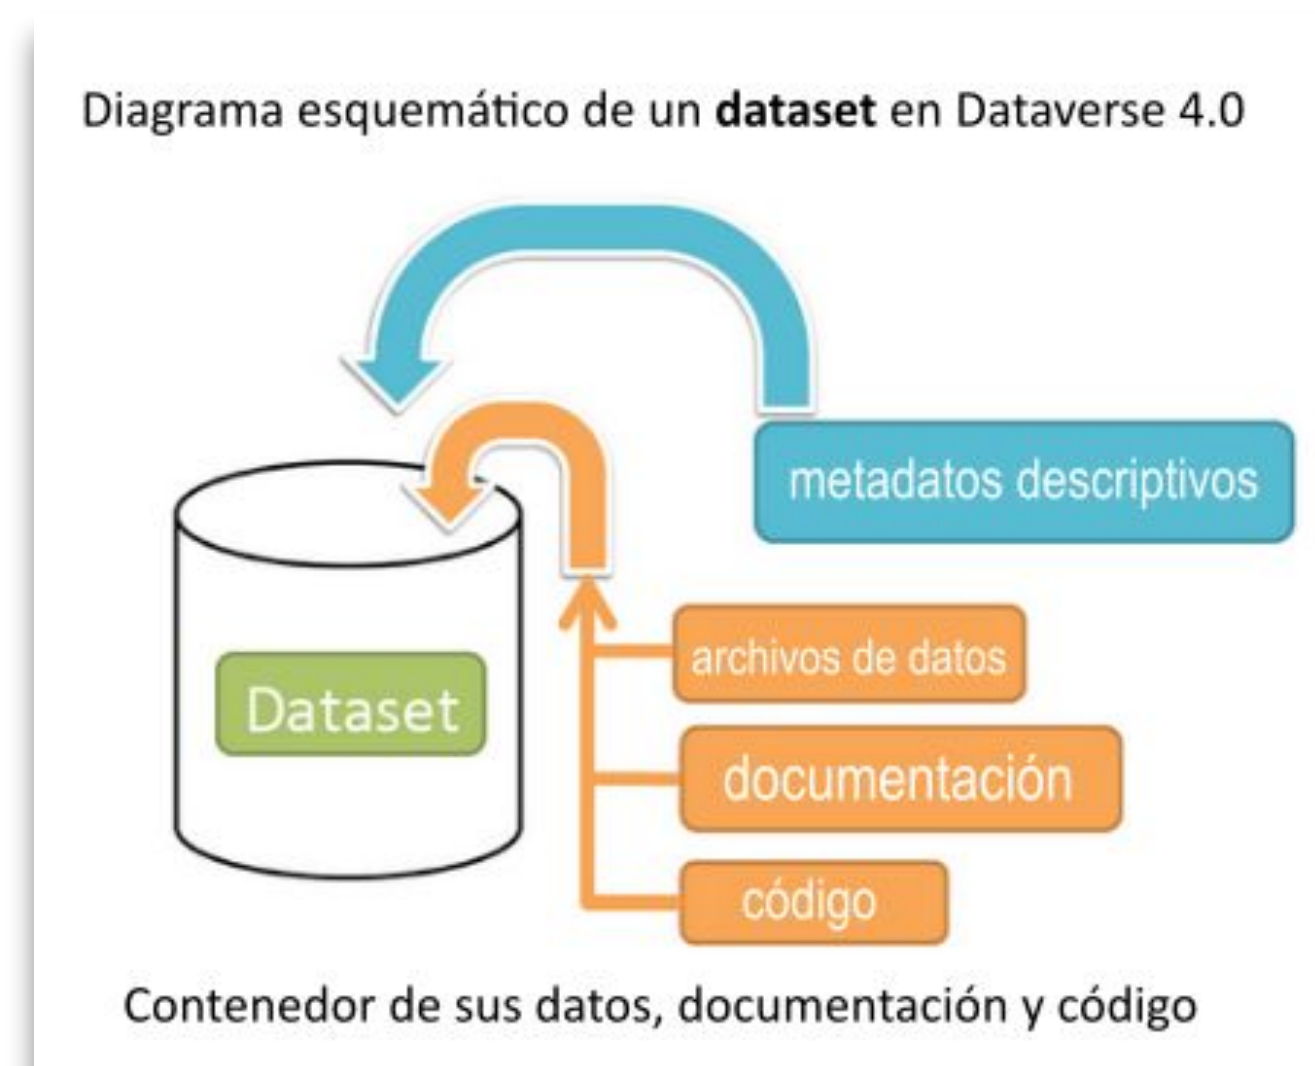 Diagrama esquemático de un dataset en Dataverse 4.0
metadatos descriptivos
archivos de datos
Dataset
documentación
código
Contenedor de sus datos, documentación y código